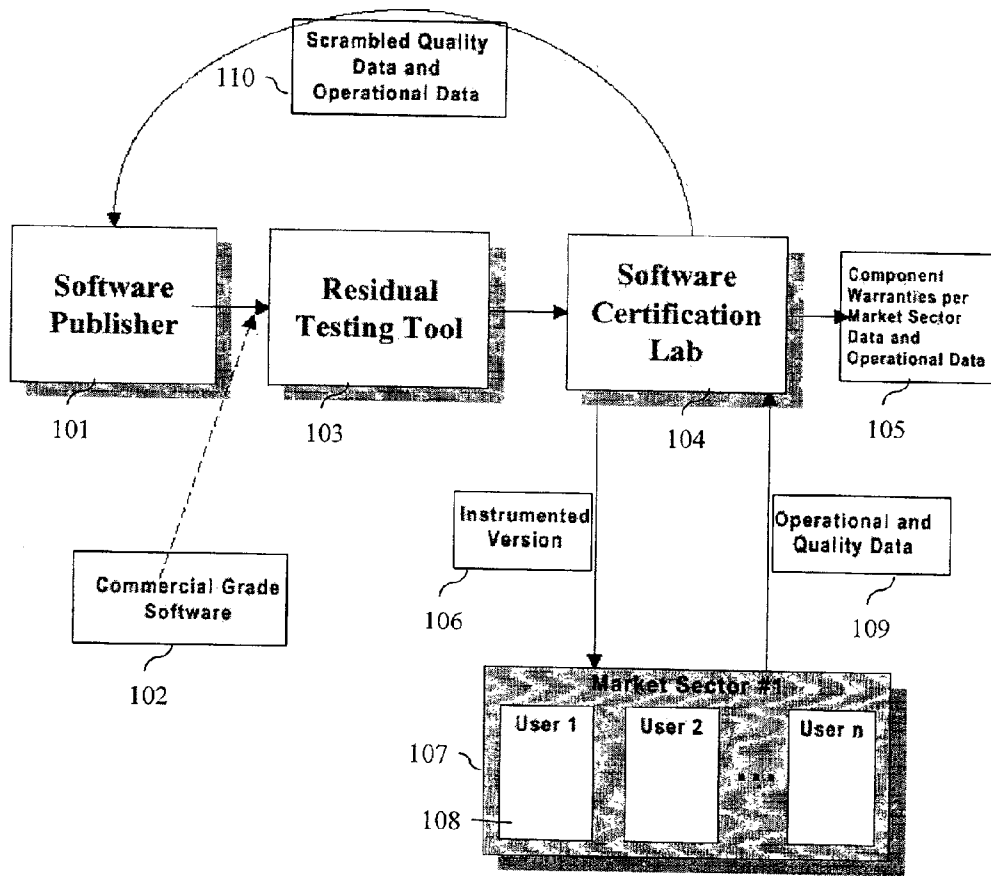 Scrambled Quality
Data and
Operational Data
110
Software
Publisher
Residual
Testing Tool
Software
Certification
Lab
Component
Warranties per
Market Sector
Data and
Operational Data
101
103
104
105
Instrumented
Version
Operational and
Quality Data
Commercial Grade
Software
106
109
102
Market Sector #1
User 1
User 2
User n
...
107
108